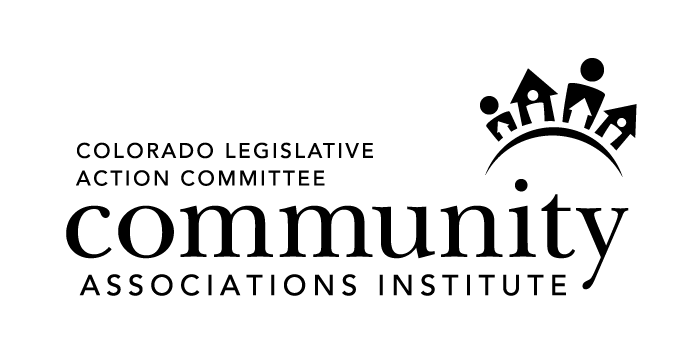 COLORADO LEGISLATIVE
ACTION COMMITTEE
community
ASSOCIATIONS INSTITUTE